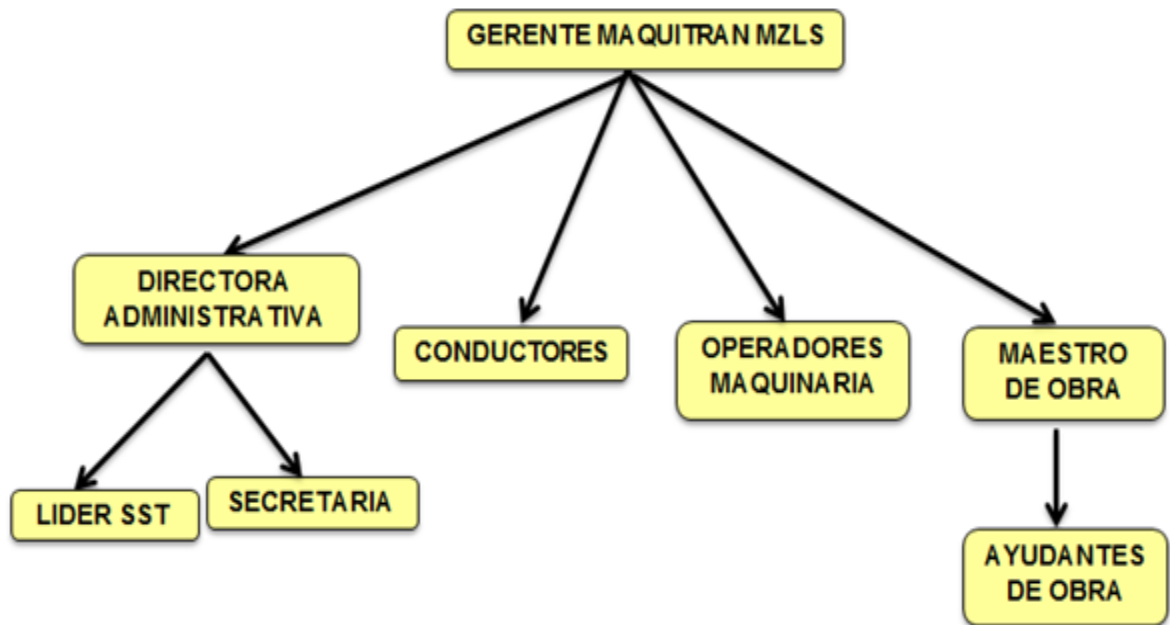 GERENTE MAQUITRAN MZLS
DIRECTORA
ADMINISTRATIVA
CONDUCTORES
OPERADORES
MAQUINARIA
MAESTRO
DE OBRA
LIDER SST
SECRETARIA
AYUDANTES
DE OBRA